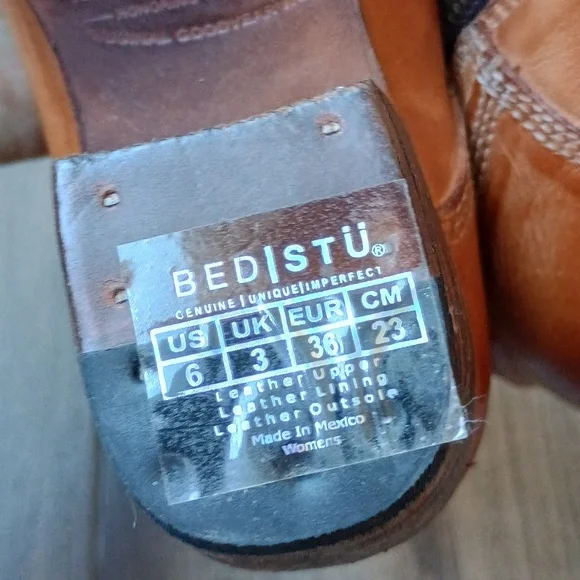 BED|STÜ®
GENUINE|UNIQUE|IMPERFECT
US UK EUR CM
6 3 36 23
Leather Upper
Leather Lining
Leather Outsole
Made In Mexico
Womens